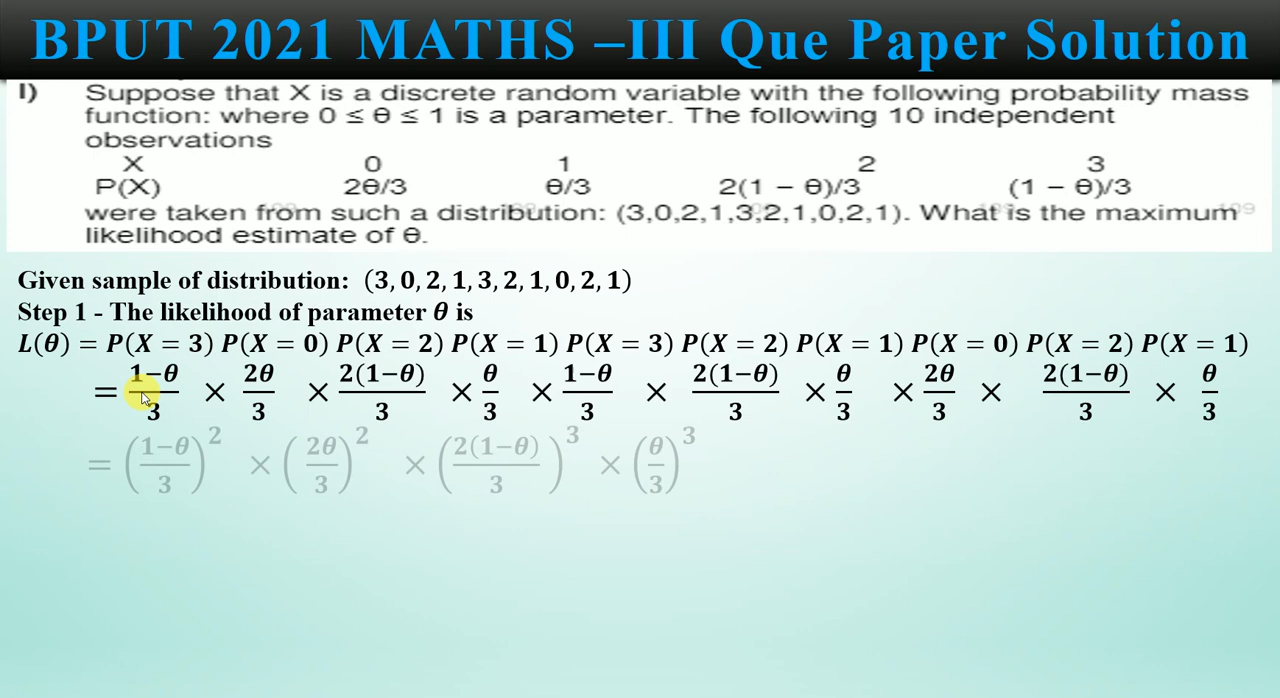 BPUT 2021 MATHS –III Que Paper Solution
l) Suppose that X is a discrete random variable with the following probability mass
function: where 0 ≤ θ ≤ 1 is a parameter. The following 10 independent
observations
X 0 1 2 3
P(X) 2θ/3 θ/3 2(1 − θ)/3 (1 − θ)/3
were taken from such a distribution: (3,0,2,1,3,2,1,0,2,1). What is the maximum
likelihood estimate of θ.
Given sample of distribution: (3, 0, 2, 1, 3, 2, 1, 0, 2, 1)
Step 1 - The likelihood of parameter θ is
L(θ) = P(X = 3) P(X = 0) P(X = 2) P(X = 1) P(X = 3) P(X = 2) P(X = 1) P(X = 0) P(X = 2) P(X = 1)
= (1−θ)/3 × 2θ/3 × 2(1−θ)/3 × θ/3 × (1−θ)/3 × 2(1−θ)/3 × θ/3 × 2θ/3 × 2(1−θ)/3 × θ/3
= ((1−θ)/3)² × (2θ/3)² × (2(1−θ)/3)³ × (θ/3)³